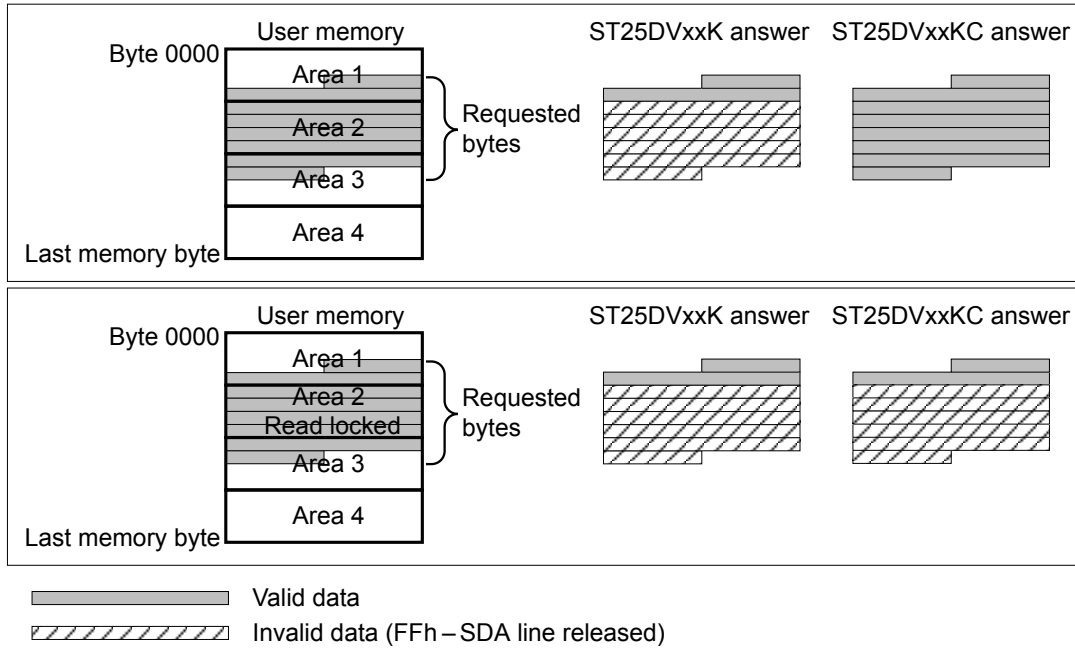 User memory
ST25DVxxK answer
ST25DVxxKC answer
Byte 0000
Area 1
Area 2
Requested
bytes
Area 3
Area 4
Last memory byte
User memory
ST25DVxxK answer
ST25DVxxKC answer
Byte 0000
Area 1
Area 2
Requested
bytes
Read locked
Area 3
Area 4
Last memory byte
Valid data
Invalid data (FFh – SDA line released)